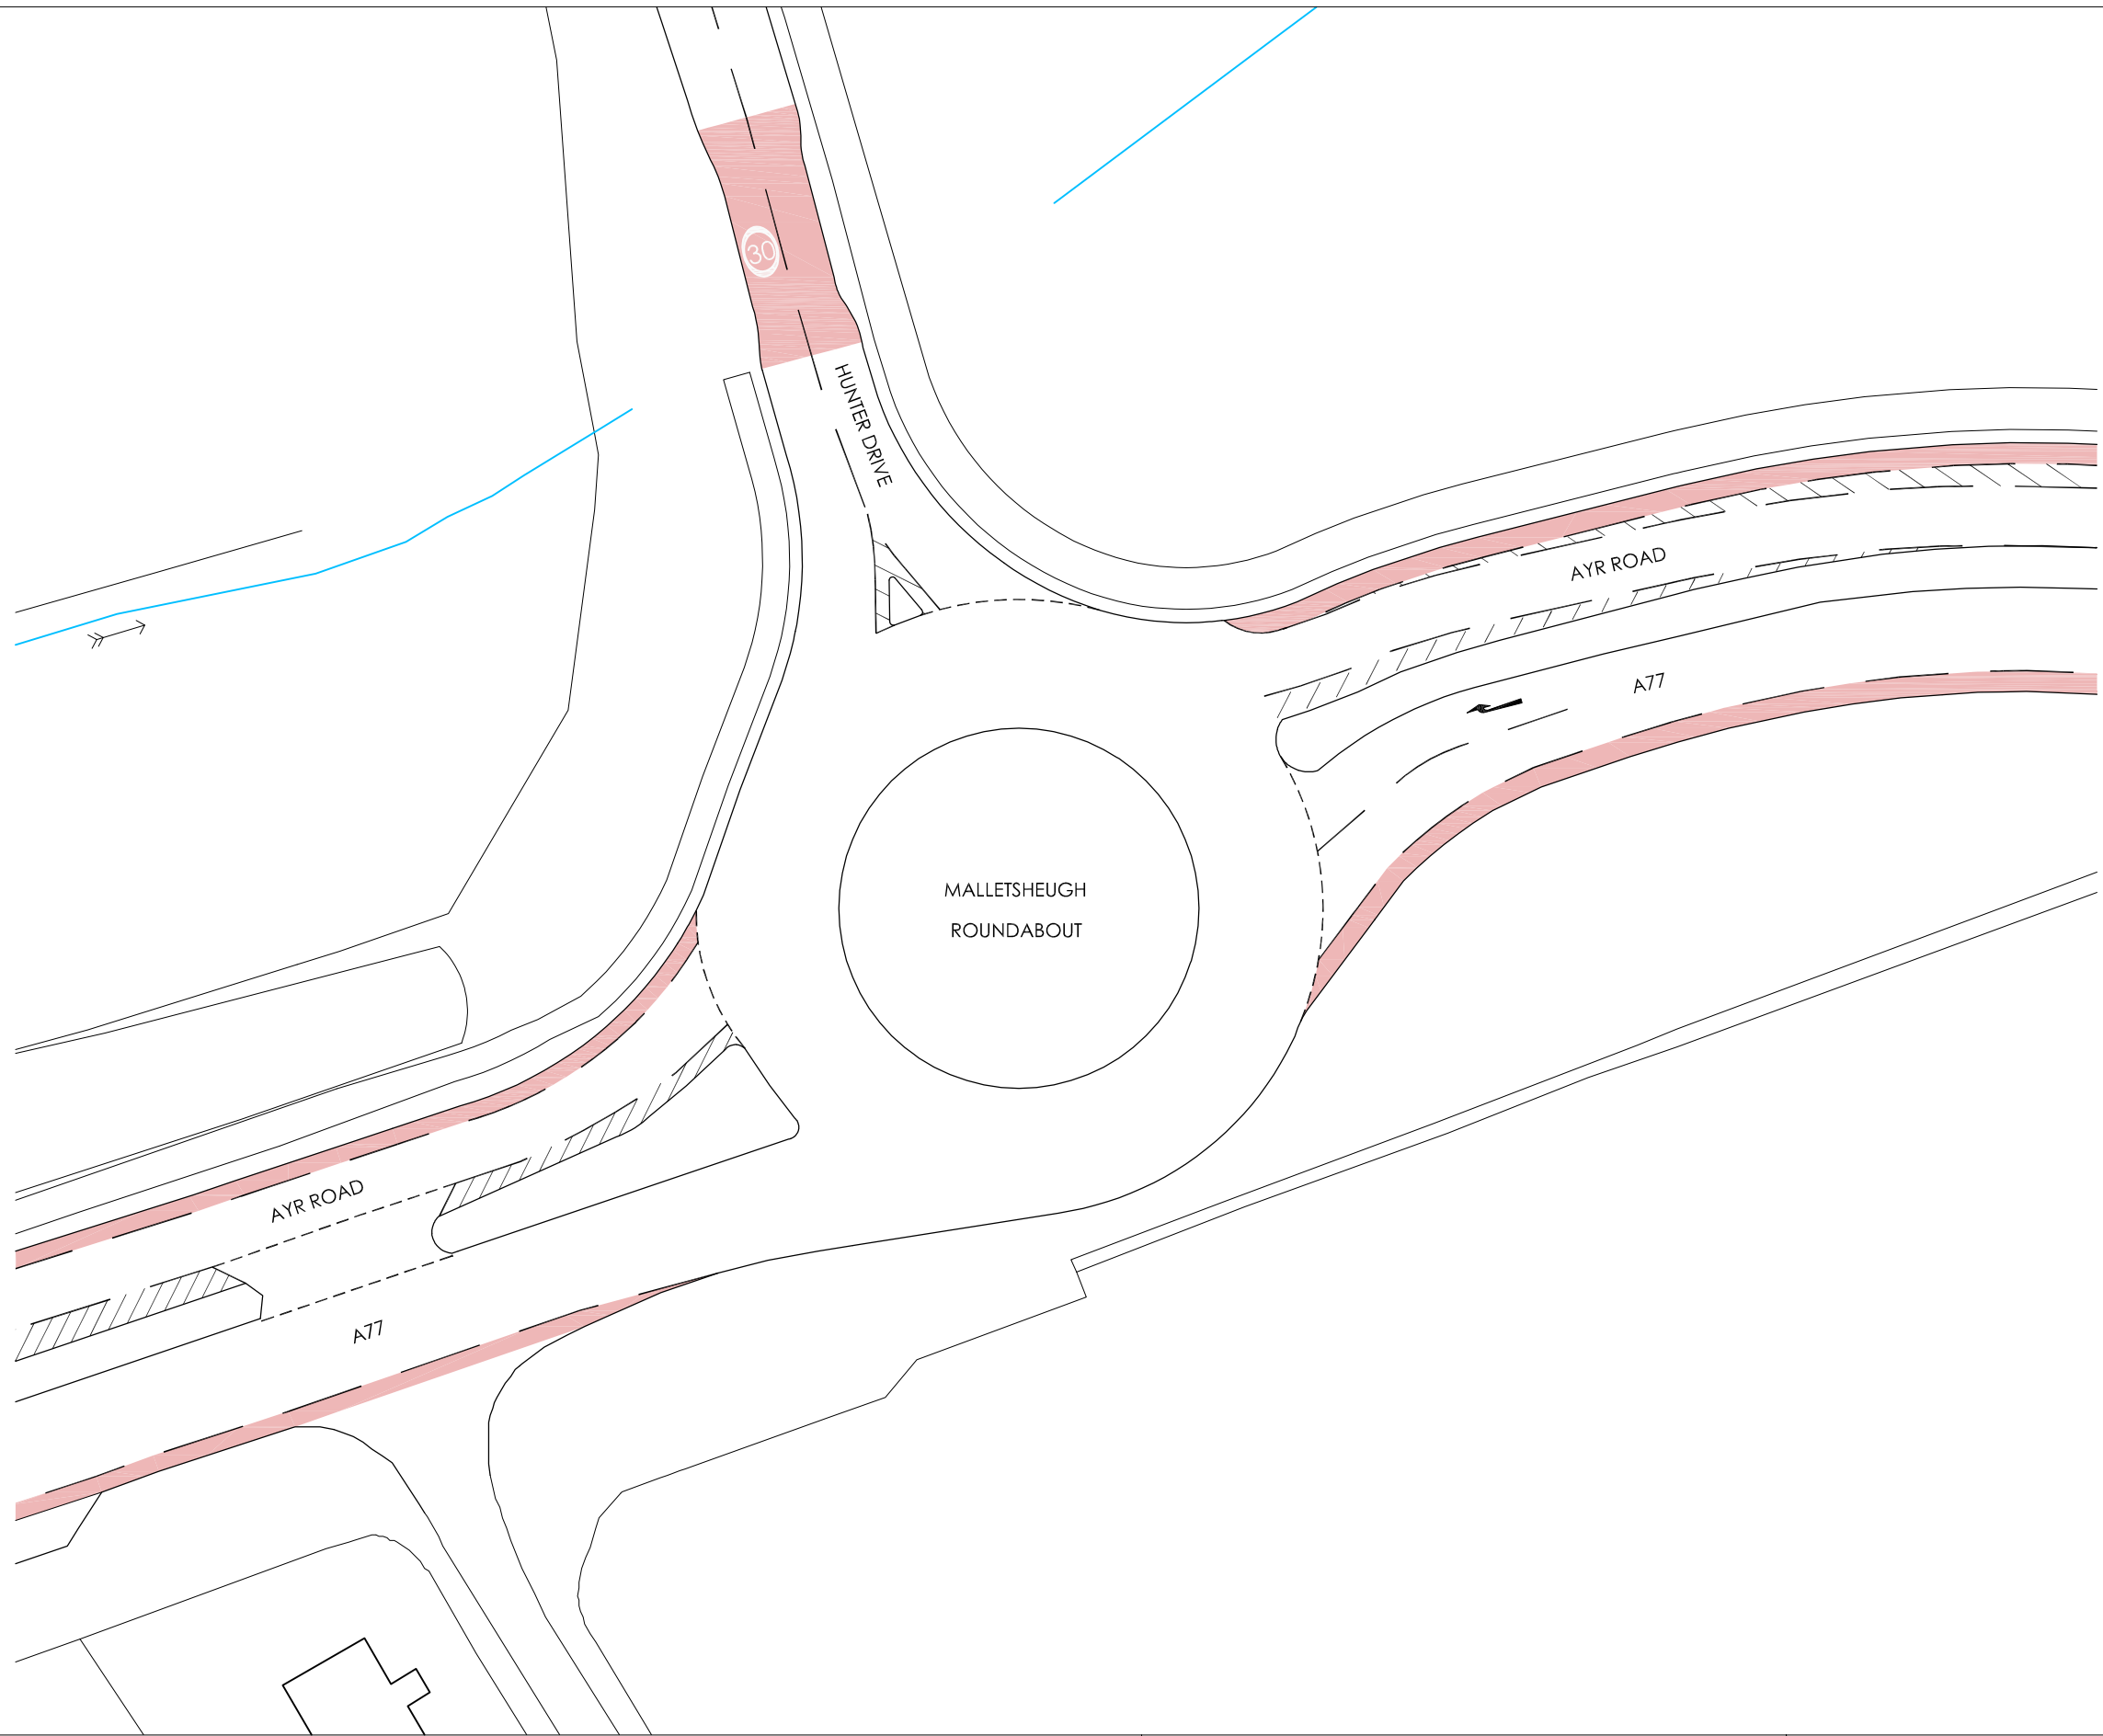 30
HUNTER DRIVE
AYR ROAD
A77
MALLETSHEUGH
ROUNDABOUT
AYR ROAD
A77